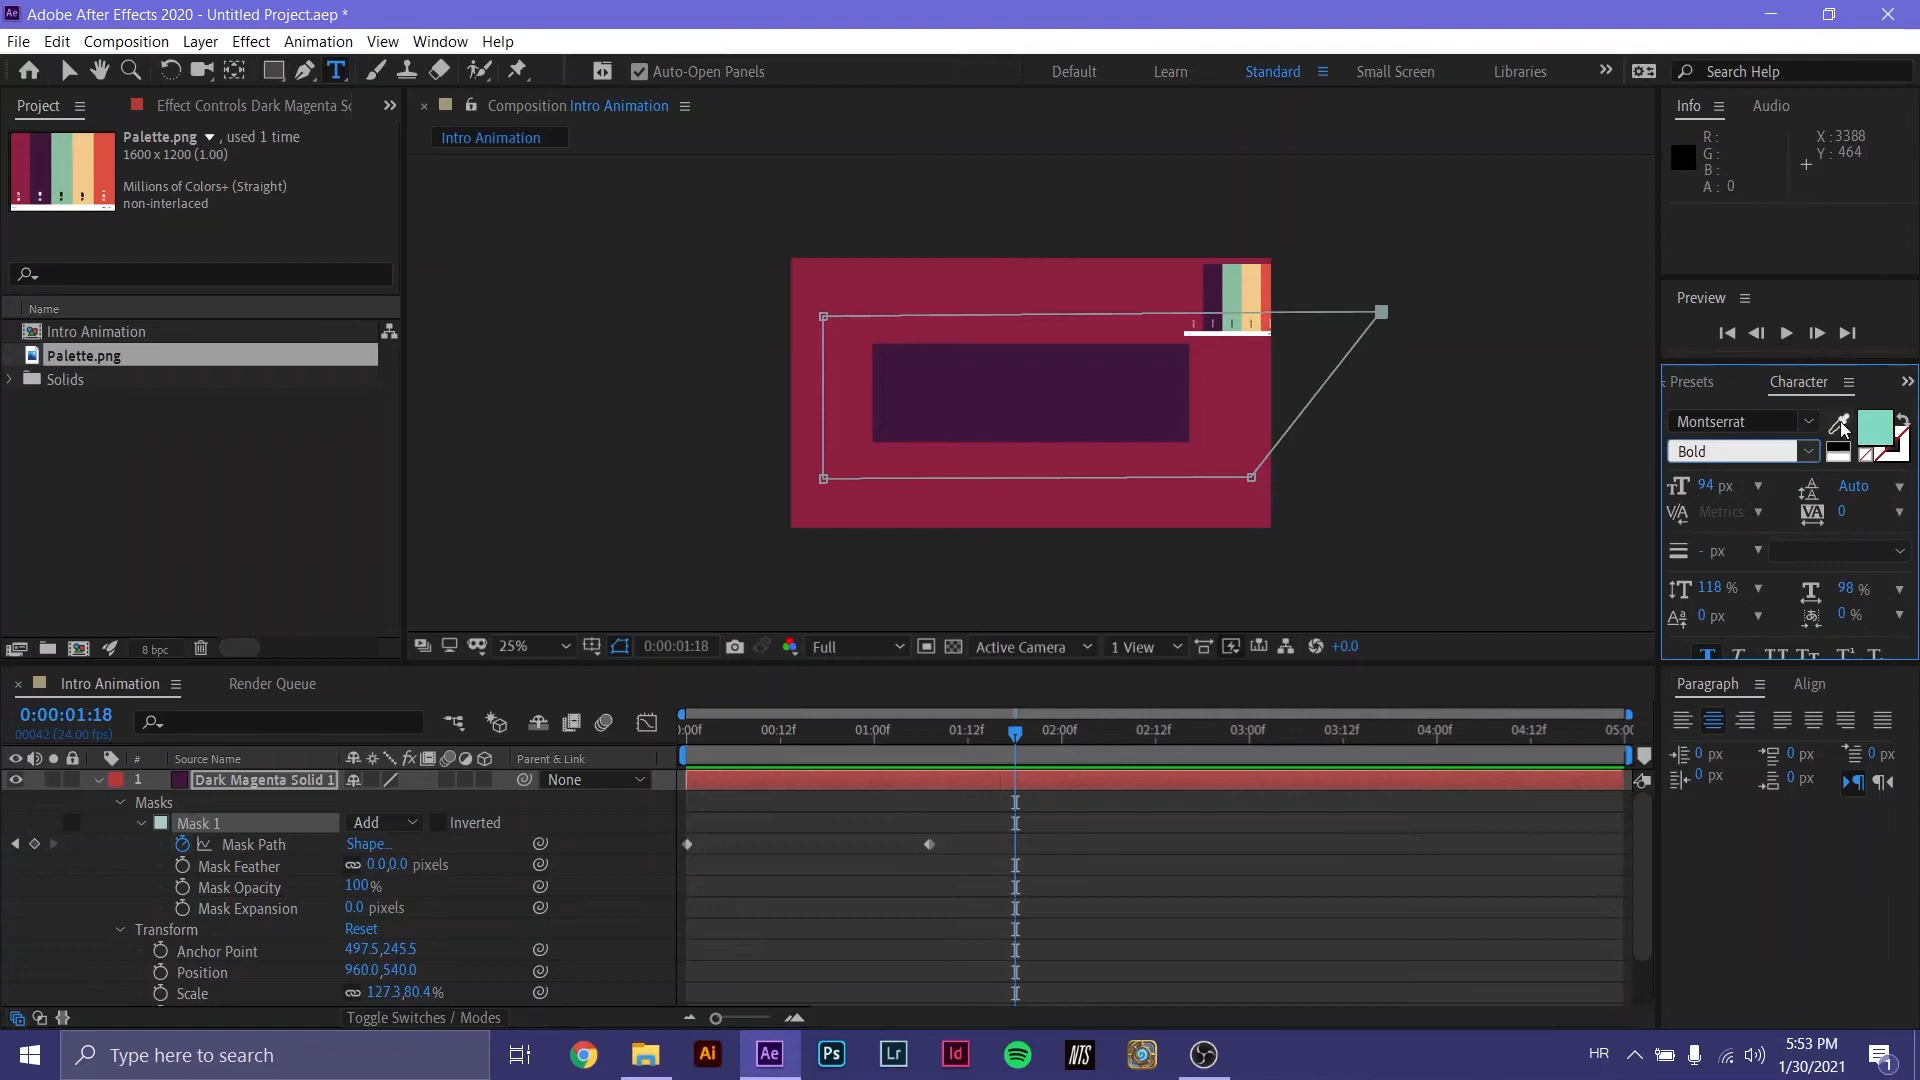 Adobe After Effects 2020 - Untitled Project.aep *
File Edit Composition Layer Effect Animation View Window Help
Auto-Open Panels Default Learn Standard Small Screen Libraries Search Help
Project Effect Controls Dark Magenta Sc
Palette.png , used 1 time
1600 x 1200 (1.00)
Millions of Colors+ (Straight)
non-interlaced
Name
Intro Animation
Palette.png
Solids
8 bpc
Composition Intro Animation
Intro Animation
25% 0:00:01:18 Full Active Camera 1 View +0.0
Info Audio
R :
G :
B :
A : 0
X : 3388
Y : 464
Preview
Presets Character
Montserrat
Bold
94 px Auto
Metrics 0
- px
118 % 98 %
0 px 0 %
Paragraph Align
0 px 0 px 0 px
0 px 0 px
Intro Animation Render Queue
0:00:01:18
00042 (24.00 fps)
:00f 00:12f 01:00f 01:12f 02:00f 02:12f 03:00f 03:12f 04:00f 04:12f 05:0
# Source Name Parent & Link
1 Dark Magenta Solid 1 None
Masks
Mask 1 Add Inverted
Mask Path Shape...
Mask Feather 0.0,0.0 pixels
Mask Opacity 100%
Mask Expansion 0.0 pixels
Transform Reset
Anchor Point 497.5,245.5
Position 960.0,540.0
Scale 127.3,80.4%
Toggle Switches / Modes
Type here to search
Ai Ae Ps Lr Id NTS
HR 5:53 PM
1/30/2021
1